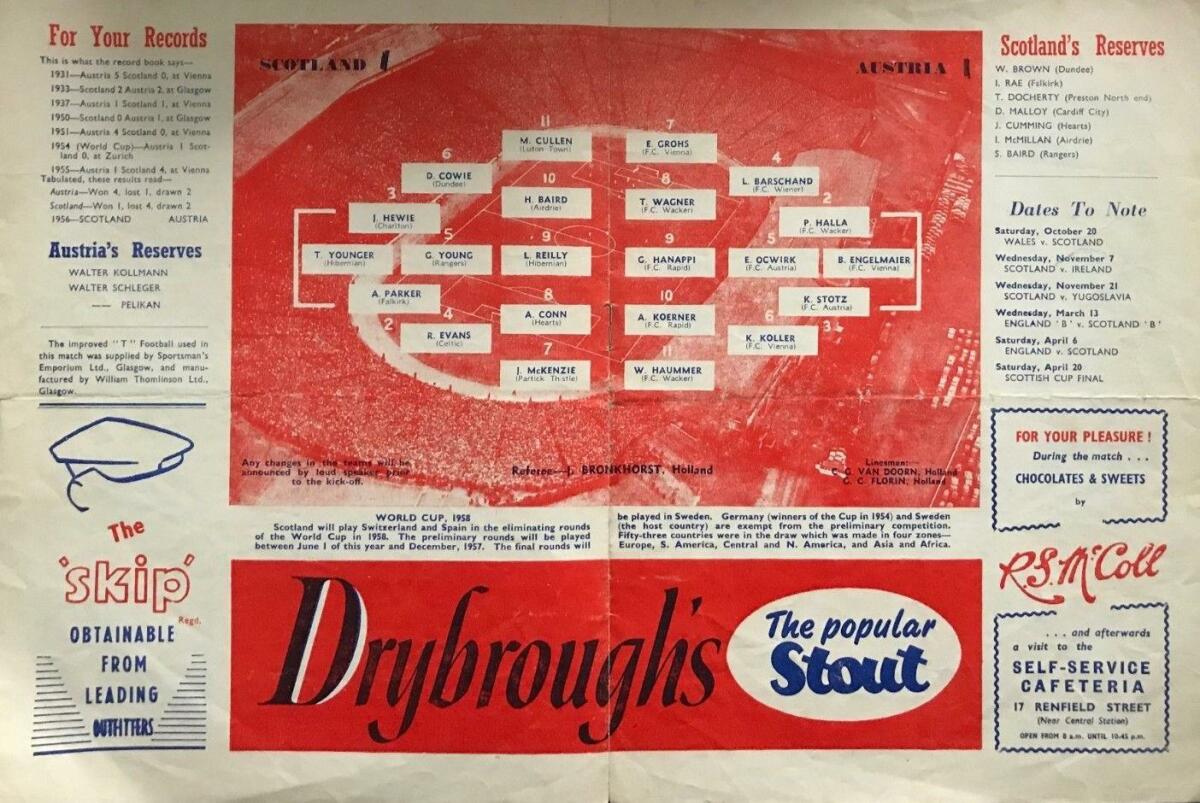 For Your Records
This is what the record book says—
1931—Austria 5 Scotland 0, at Vienna
1933—Scotland 2 Austria 2, at Glasgow
1937—Austria 1 Scotland 1, at Vienna
1950—Scotland 0 Austria 1, at Glasgow
1951—Austria 4 Scotland 0, at Vienna
1954 (World Cup)—Austria 1 Scot-
land 0, at Zurich
1955—Austria 1 Scotland 4, at Vienna
Tabulated, these results read—
Austria—Won 4, lost 1, drawn 2
Scotland—Won 1, lost 4, drawn 2
1956—SCOTLAND AUSTRIA
Austria's Reserves
WALTER KOLLMANN
WALTER SCHLEGER
—— PELIKAN
The improved "T" Football used in
this match was supplied by Sportsman's
Emporium Ltd., Glasgow, and manu-
factured by William Thomlinson Ltd.,
Glasgow.
The
'skip'
Regd.
OBTAINABLE
FROM
LEADING
OUTFITTERS
SCOTLAND
AUSTRIA
11
M. CULLEN
(Luton Town)
7
E. GROHS
(F.C. Vienna)
6
D. COWIE
(Dundee)
4
L. BARSCHAND
(F.C. Wiener)
10
H. BAIRD
(Airdrie)
8
T. WAGNER
(F.C. Wacker)
3
J. HEWIE
(Charlton)
2
P. HALLA
(F.C. Wacker)
T. YOUNGER
(Hibernian)
5
G. YOUNG
(Rangers)
9
L. REILLY
(Hibernian)
9
G. HANAPPI
(F.C. Rapid)
5
E. OCWIRK
(F.C. Austria)
B. ENGELMAIER
(F.C. Vienna)
A. PARKER
(Falkirk)
2
K. STOTZ
(F.C. Austria)
3
8
A. CONN
(Hearts)
10
A. KOERNER
(F.C. Rapid)
4
R. EVANS
(Celtic)
6
K. KOLLER
(F.C. Vienna)
7
J. McKENZIE
(Partick Thistle)
11
W. HAUMMER
(F.C. Wacker)
Any changes in the teams will be
announced by loud speaker prior
to the kick-off.
Referee—J. BRONKHORST, Holland
Linesmen:—
C. G. VAN DOORN, Holland
G. C. FLORIN, Holland
WORLD CUP, 1958
Scotland will play Switzerland and Spain in the eliminating rounds
of the World Cup in 1958. The preliminary rounds will be played
between June 1 of this year and December, 1957. The final rounds will
be played in Sweden. Germany (winners of the Cup in 1954) and Sweden
(the host country) are exempt from the preliminary competition.
Fifty-three countries were in the draw which was made in four zones—
Europe, S. America, Central and N. America, and Asia and Africa.
Drybrough's
The popular
Stout
Scotland's Reserves
W. BROWN (Dundee)
I. RAE (Falkirk)
T. DOCHERTY (Preston North end)
D. MALLOY (Cardiff City)
J. CUMMING (Hearts)
I. McMILLAN (Airdrie)
S. BAIRD (Rangers)
Dates To Note
Saturday, October 20
WALES v. SCOTLAND
Wednesday, November 7
SCOTLAND v. IRELAND
Wednesday, November 21
SCOTLAND v. YUGOSLAVIA
Wednesday, March 13
ENGLAND 'B' v. SCOTLAND 'B'
Saturday, April 6
ENGLAND v. SCOTLAND
Saturday, April 20
SCOTTISH CUP FINAL
FOR YOUR PLEASURE!
During the match . . .
CHOCOLATES & SWEETS
by
R.S. McColl
. . . and afterwards
a visit to the
SELF-SERVICE
CAFETERIA
17 RENFIELD STREET
(Near Central Station)
OPEN FROM 8 a.m. UNTIL 10-45 p.m.